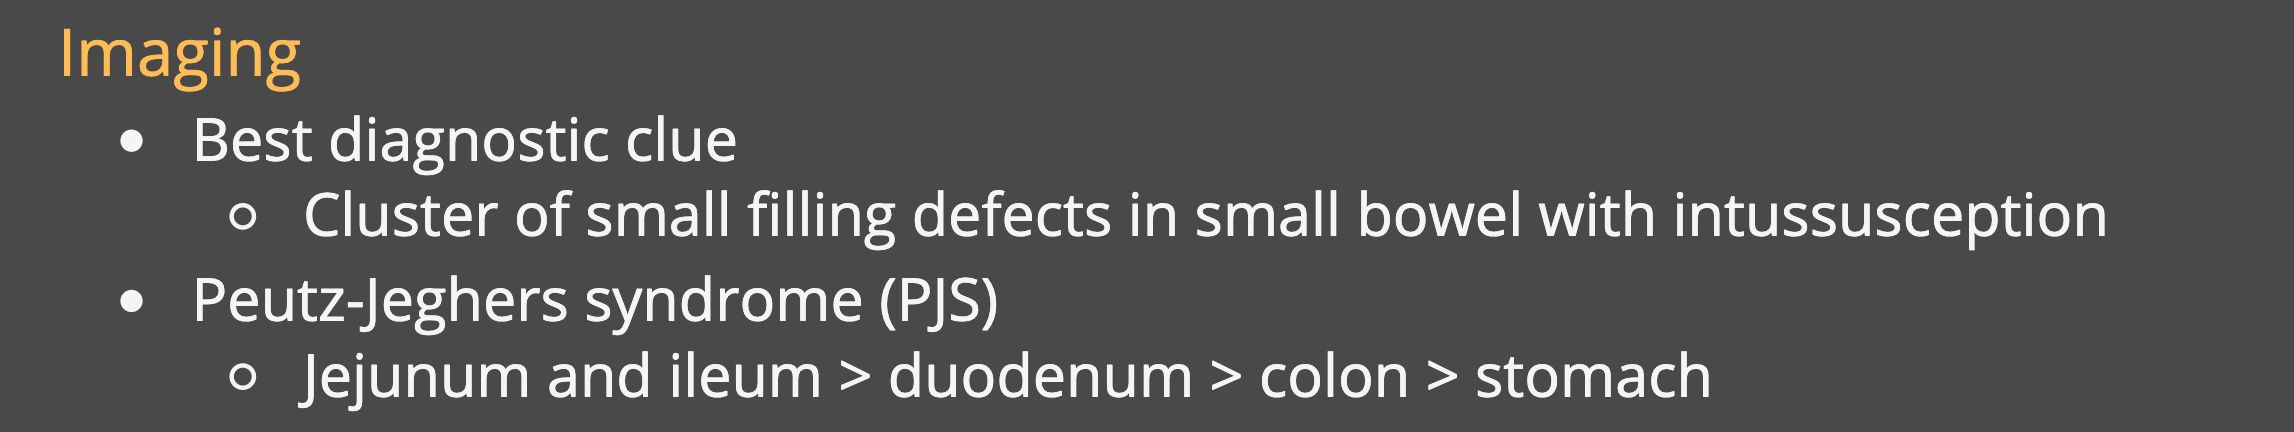 Imaging
• Best diagnostic clue
○ Cluster of small filling defects in small bowel with intussusception
• Peutz-Jeghers syndrome (PJS)
○ Jejunum and ileum > duodenum > colon > stomach